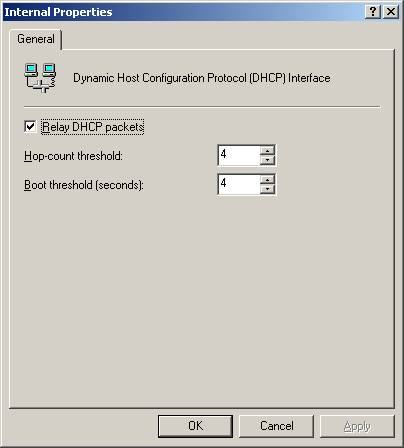 Internal Properties
General
Dynamic Host Configuration Protocol (DHCP) Interface
Relay DHCP packets
Hop-count threshold: 4
Boot threshold (seconds): 4
OK Cancel Apply